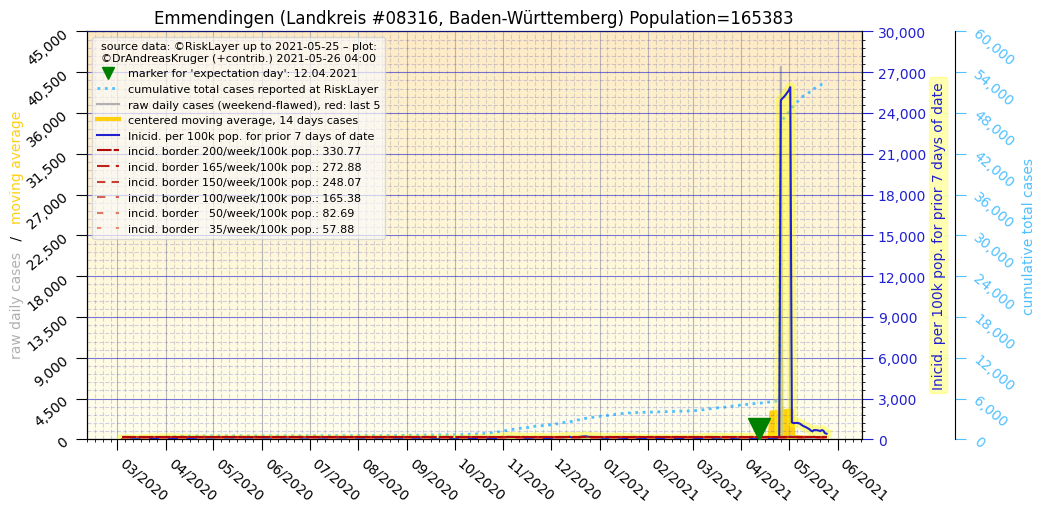 Emmendingen (Landkreis #08316, Baden-Württemberg) Population=165383
source data: ©RiskLayer up to 2021-05-25 – plot:
©DrAndreasKruger (+contrib.) 2021-05-26 04:00
marker for 'expectation day': 12.04.2021
cumulative total cases reported at RiskLayer
raw daily cases (weekend-flawed), red: last 5
centered moving average, 14 days cases
Inicid. per 100k pop. for prior 7 days of date
incid. border 200/week/100k pop.: 330.77
incid. border 165/week/100k pop.: 272.88
incid. border 150/week/100k pop.: 248.07
incid. border 100/week/100k pop.: 165.38
incid. border   50/week/100k pop.: 82.69
incid. border   35/week/100k pop.: 57.88
raw daily cases / moving average
45,000
40,500
36,000
31,500
27,000
22,500
18,000
13,500
9,000
4,500
0
30,000
27,000
24,000
21,000
18,000
15,000
12,000
9,000
6,000
3,000
0
Inicid. per 100k pop. for prior 7 days of date
60,000
54,000
48,000
42,000
36,000
30,000
24,000
18,000
12,000
6,000
0
cumulative total cases
03/2020
04/2020
05/2020
06/2020
07/2020
08/2020
09/2020
10/2020
11/2020
12/2020
01/2021
02/2021
03/2021
04/2021
05/2021
06/2021